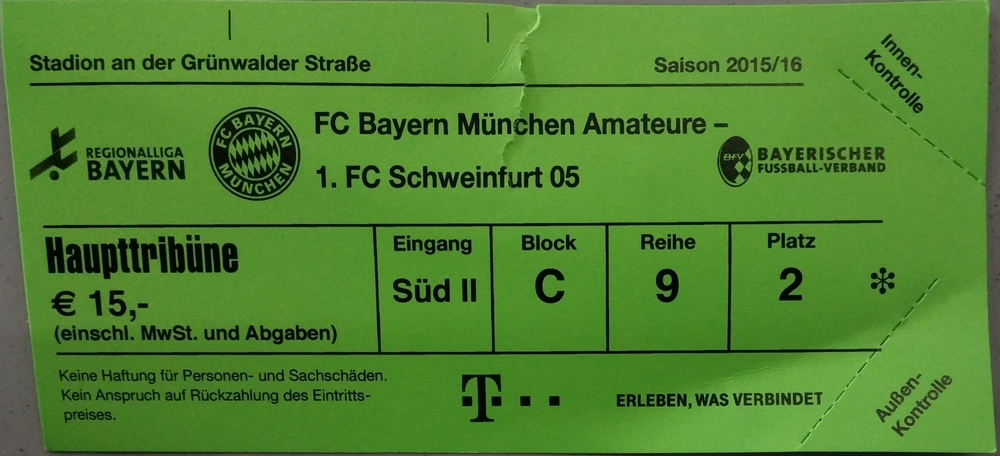 Stadion an der Grünwalder Straße
Saison 2015/16
Innen-
Kontrolle
REGIONALLIGA
BAYERN
FC BAYERN
MÜNCHEN
FC Bayern München Amateure –
1. FC Schweinfurt 05
BFV
BAYERISCHER
FUSSBALL-VERBAND
Haupttribüne
€ 15,-
(einschl. MwSt. und Abgaben)
Eingang
Süd II
Block
C
Reihe
9
Platz
2
*
Keine Haftung für Personen- und Sachschäden.
Kein Anspruch auf Rückzahlung des Eintritts-
preises.
T
ERLEBEN, WAS VERBINDET
Außen-
Kontrolle